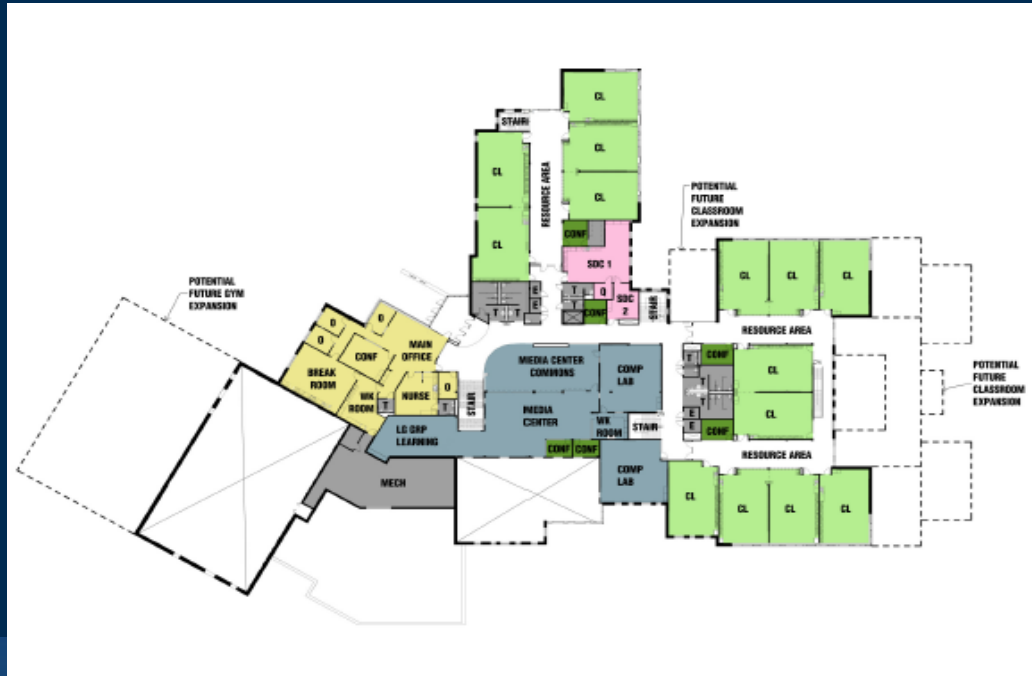 CL
STAIR
CL
CL
RESOURCE AREA
CL
POTENTIAL
FUTURE
CLASSROOM
EXPANSION
CL
CONF
SDC 1
CL
CL
CL
POTENTIAL
FUTURE GYM
EXPANSION
T
E
T
O
SDC
2
STAIR
E
T
T
T
CONF
O
O
MAIN
OFFICE
RESOURCE AREA
O
CONF
MEDIA CENTER
COMMONS
COMP
LAB
T
CONF
CL
POTENTIAL
FUTURE
CLASSROOM
EXPANSION
BREAK
ROOM
NURSE
O
STAIR
T
T
WK
ROOM
T
T
MEDIA
CENTER
CL
WK
ROOM
STAIR
E
E
CONF
LG GRP
LEARNING
CONF
CONF
RESOURCE AREA
MECH
COMP
LAB
CL
CL
CL
CL